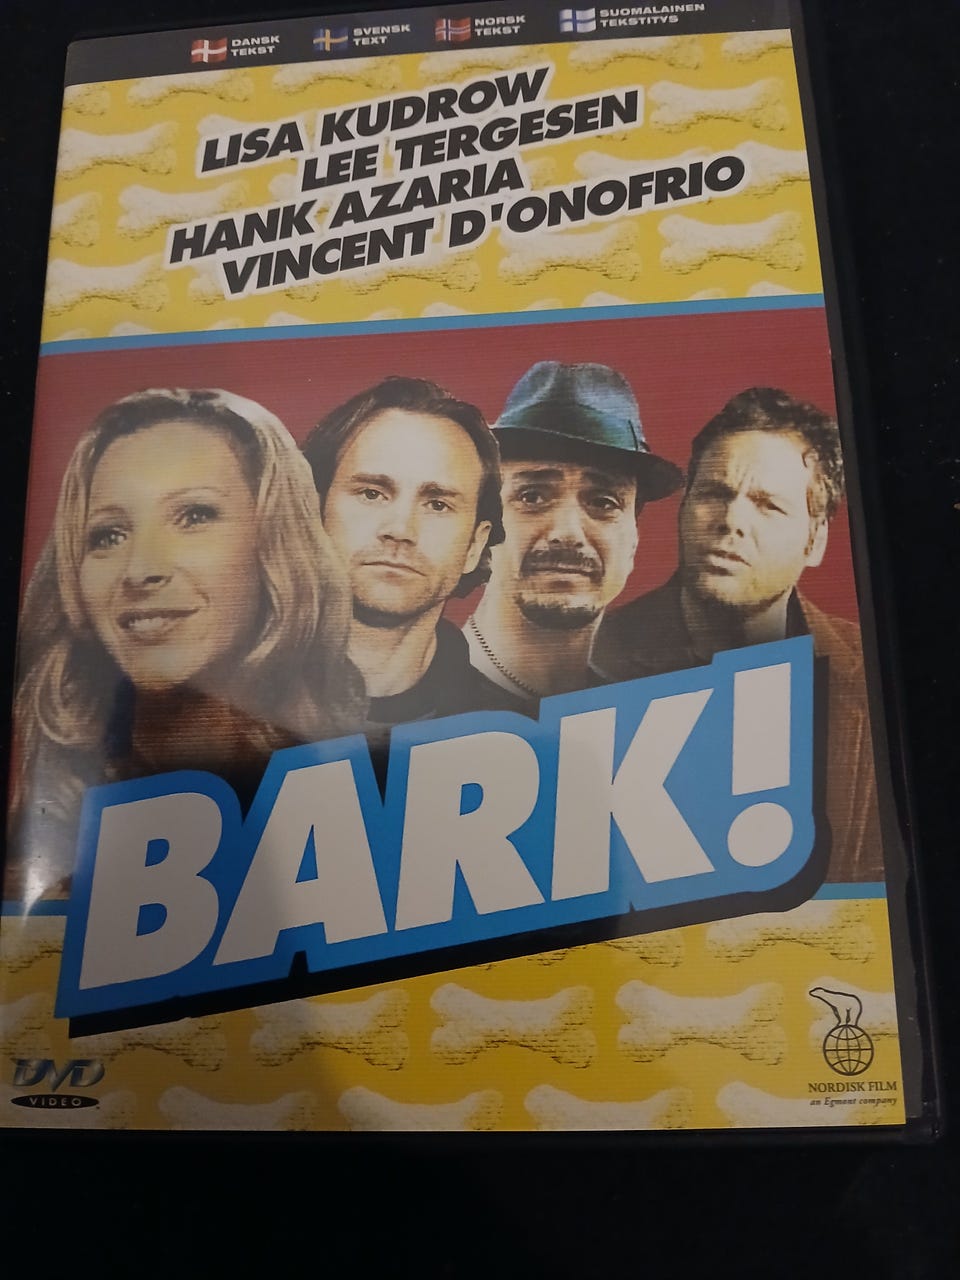 DANSK
TEKST
SVENSK
TEXT
NORSK
TEKST
SUOMALAINEN
TEKSTITYS
LISA KUDROW
LEE TERGESEN
HANK AZARIA
VINCENT D'ONOFRIO
BARK!
DVD
VIDEO
NORDISK FILM
an Egmont company